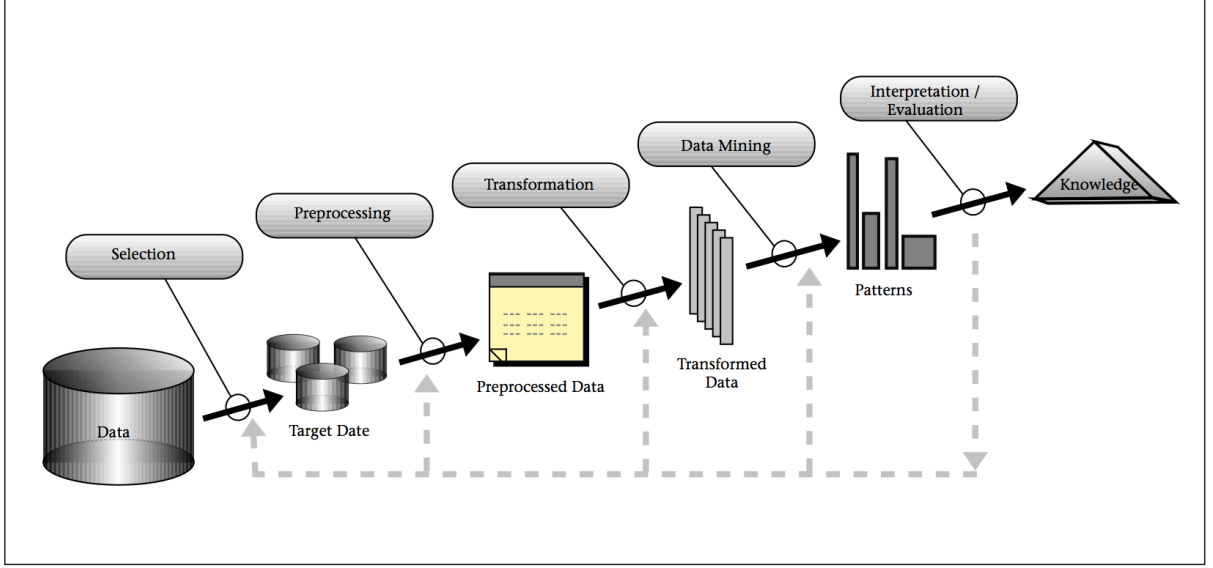 Interpretation /
Evaluation
Data Mining
Transformation
Preprocessing
Selection
Knowledge
Patterns
Transformed
Data
Preprocessed Data
Target Date
Data